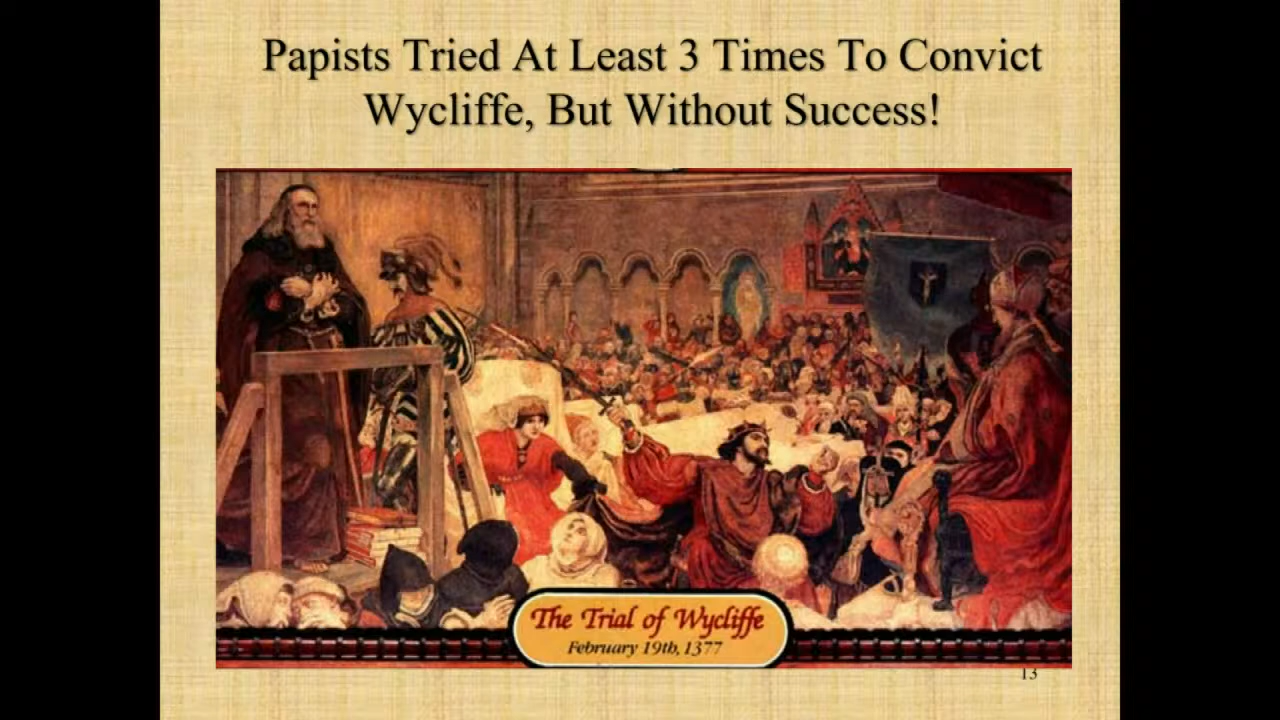 Papists Tried At Least 3 Times To Convict
Wycliffe, But Without Success!
The Trial of Wycliffe
February 19th, 1377
13